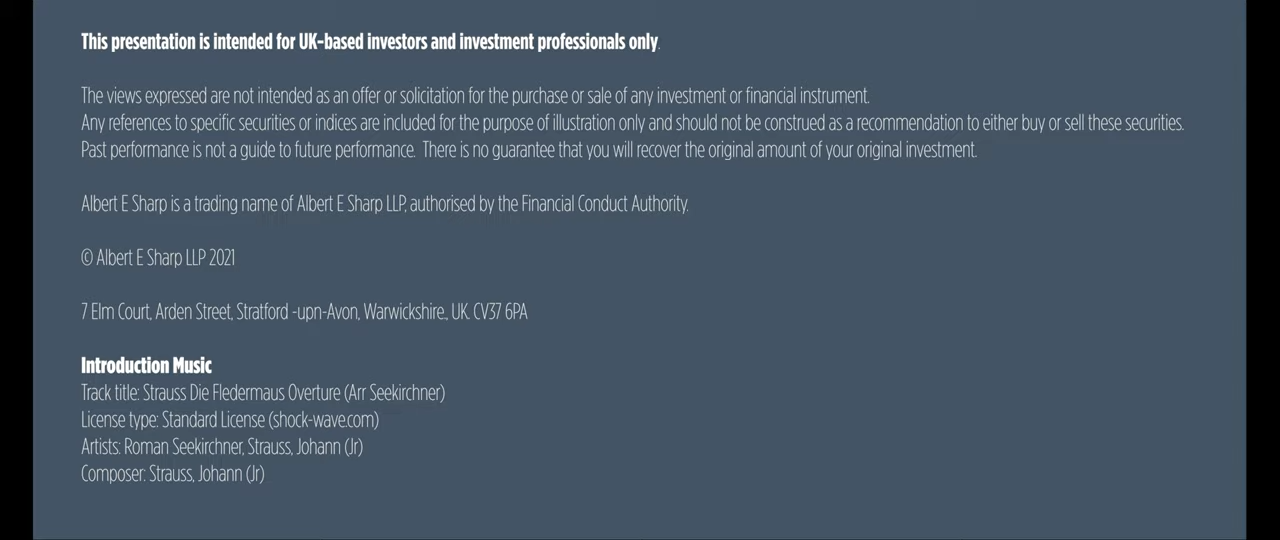 This presentation is intended for UK-based investors and investment professionals only.
The views expressed are not intended as an offer or solicitation for the purchase or sale of any investment or financial instrument.
Any references to specific securities or indices are included for the purpose of illustration only and should not be construed as a recommendation to either buy or sell these securities.
Past performance is not a guide to future performance. There is no guarantee that you will recover the original amount of your original investment.
Albert E Sharp is a trading name of Albert E Sharp LLP, authorised by the Financial Conduct Authority.
© Albert E Sharp LLP 2021
7 Elm Court, Arden Street, Stratford -upn-Avon, Warwickshire., UK. CV37 6PA
Introduction Music
Track title: Strauss Die Fledermaus Overture (Arr Seekirchner)
License type: Standard License (shock-wave.com)
Artists: Roman Seekirchner, Strauss, Johann (Jr)
Composer: Strauss, Johann (Jr)